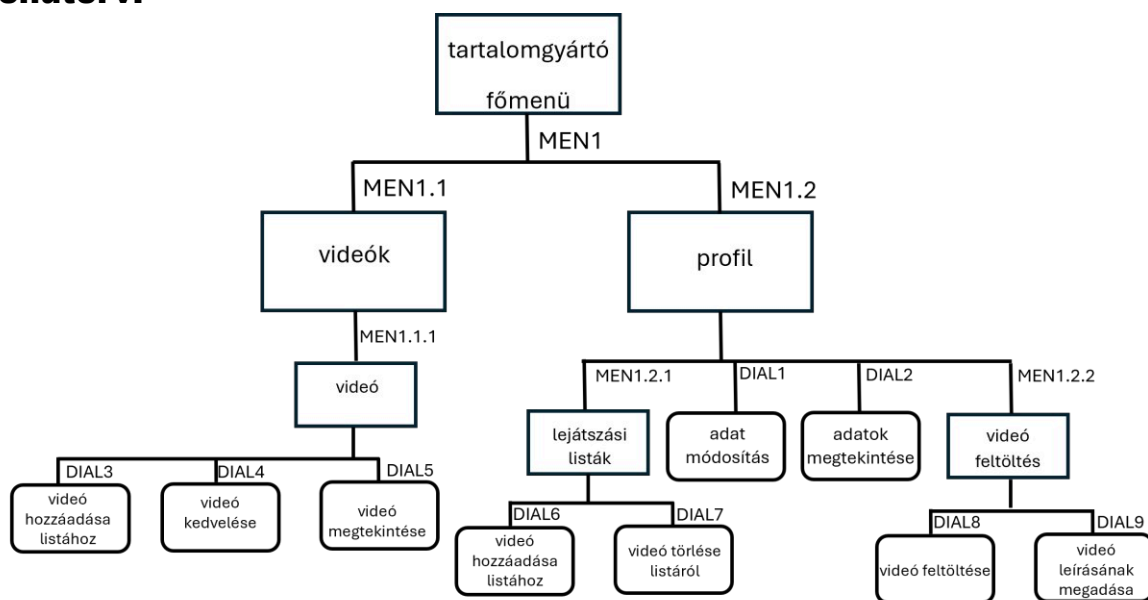 tartalomgyártó
főmenü
MEN1
MEN1.1
MEN1.2
videók
profil
MEN1.1.1
MEN1.2.1
DIAL1
DIAL2
MEN1.2.2
videó
lejátszási
listák
adat
módosítás
adatok
megtekintése
videó
feltöltés
DIAL3
DIAL4
DIAL5
videó
hozzáadása
listához
videó
kedvelése
videó
megtekintése
DIAL6
DIAL7
DIAL8
DIAL9
videó
hozzáadása
listához
videó törlése
listáról
videó feltöltése
videó
leírásának
megadása